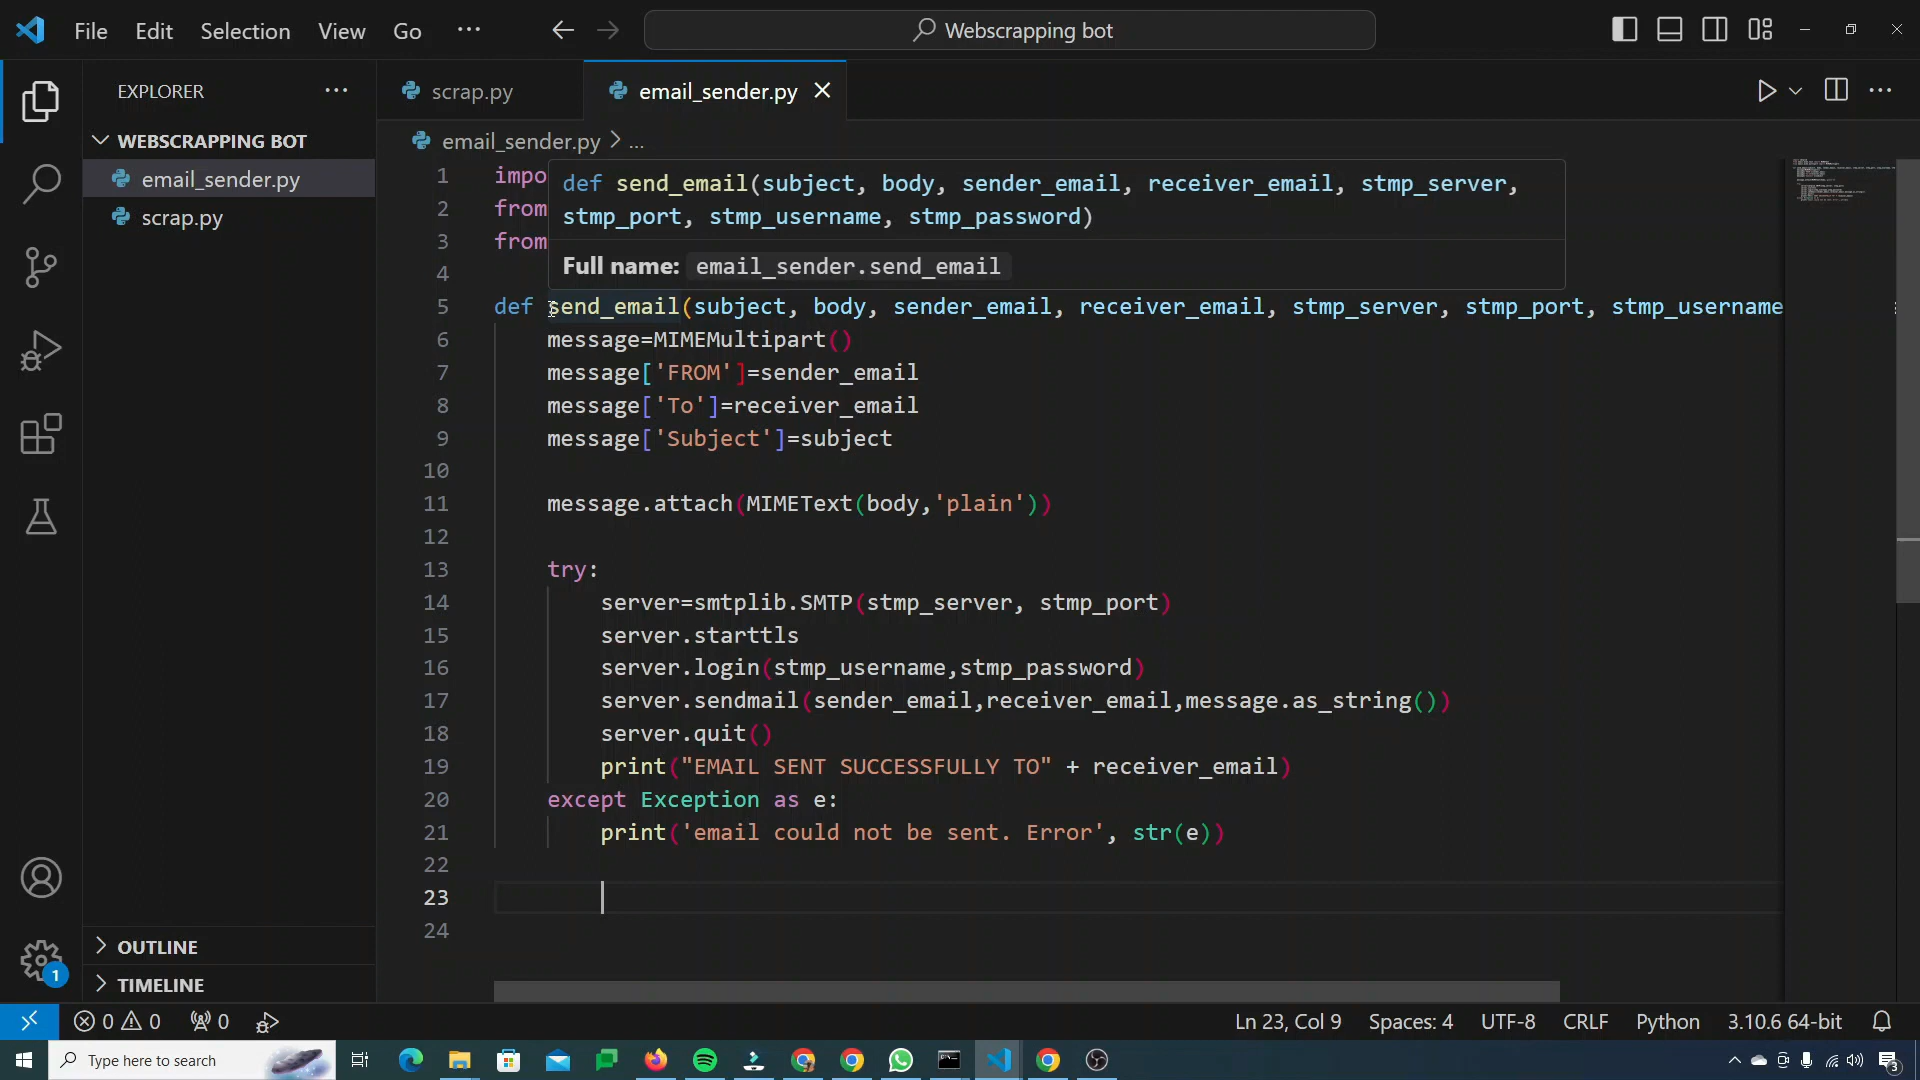 File Edit Selection View Go ··· Webscrapping bot
EXPLORER ···
WEBSCRAPPING BOT
email_sender.py
scrap.py
OUTLINE
TIMELINE
scrap.py email_sender.py
email_sender.py > ...
1 impo
2 from
3 from
4
def send_email(subject, body, sender_email, receiver_email, stmp_server,
stmp_port, stmp_username, stmp_password)
Full name: email_sender.send_email
5 def send_email(subject, body, sender_email, receiver_email, stmp_server, stmp_port, stmp_username
6 message=MIMEMultipart()
7 message['FROM']=sender_email
8 message['To']=receiver_email
9 message['Subject']=subject
10
11 message.attach(MIMEText(body,'plain'))
12
13 try:
14 server=smtplib.SMTP(stmp_server, stmp_port)
15 server.starttls
16 server.login(stmp_username,stmp_password)
17 server.sendmail(sender_email,receiver_email,message.as_string())
18 server.quit()
19 print("EMAIL SENT SUCCESSFULLY TO" + receiver_email)
20 except Exception as e:
21 print('email could not be sent. Error', str(e))
22
23
24
1
0 0 0 Ln 23, Col 9 Spaces: 4 UTF-8 CRLF Python 3.10.6 64-bit
Type here to search 3